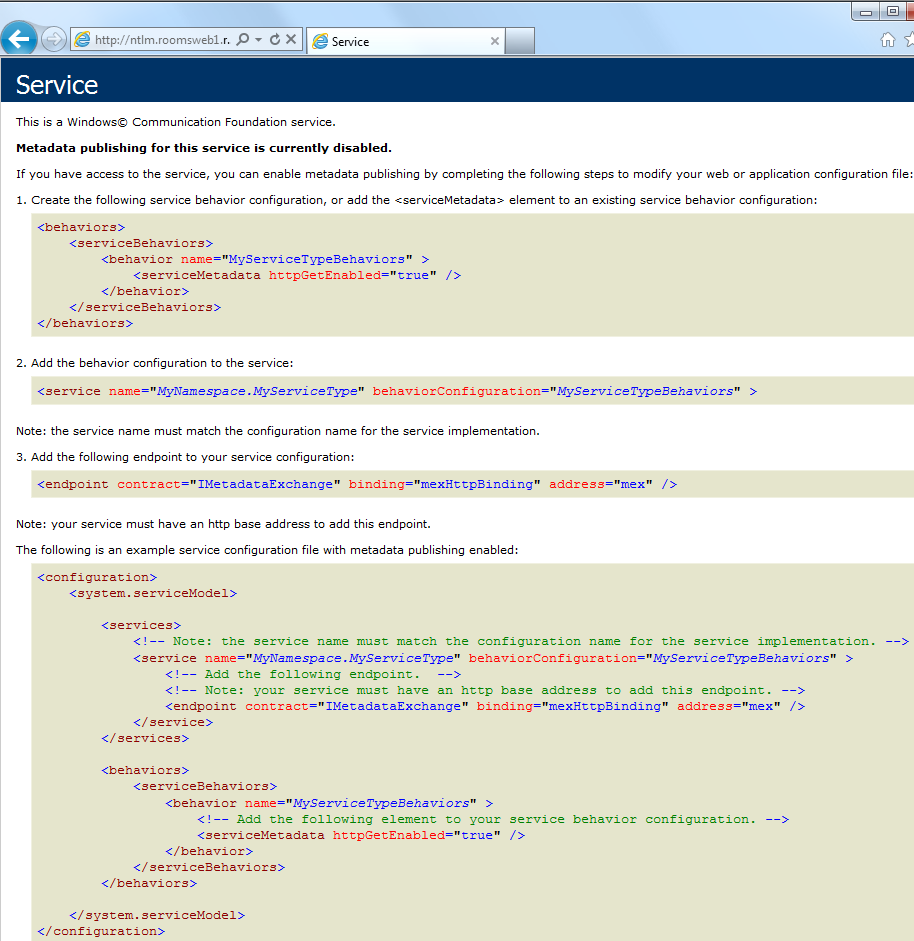 http://ntlm.roomsweb1.r.
Service
Service
This is a Windows© Communication Foundation service.
Metadata publishing for this service is currently disabled.
If you have access to the service, you can enable metadata publishing by completing the following steps to modify your web or application configuration file:
1. Create the following service behavior configuration, or add the <serviceMetadata> element to an existing service behavior configuration:
<behaviors>
<serviceBehaviors>
<behavior name="MyServiceTypeBehaviors" >
<serviceMetadata httpGetEnabled="true" />
</behavior>
</serviceBehaviors>
</behaviors>
2. Add the behavior configuration to the service:
<service name="MyNamespace.MyServiceType" behaviorConfiguration="MyServiceTypeBehaviors" >
Note: the service name must match the configuration name for the service implementation.
3. Add the following endpoint to your service configuration:
<endpoint contract="IMetadataExchange" binding="mexHttpBinding" address="mex" />
Note: your service must have an http base address to add this endpoint.
The following is an example service configuration file with metadata publishing enabled:
<configuration>
<system.serviceModel>
<services>
<!-- Note: the service name must match the configuration name for the service implementation. -->
<service name="MyNamespace.MyServiceType" behaviorConfiguration="MyServiceTypeBehaviors" >
<!-- Add the following endpoint.  -->
<!-- Note: your service must have an http base address to add this endpoint. -->
<endpoint contract="IMetadataExchange" binding="mexHttpBinding" address="mex" />
</service>
</services>
<behaviors>
<serviceBehaviors>
<behavior name="MyServiceTypeBehaviors" >
<!-- Add the following element to your service behavior configuration. -->
<serviceMetadata httpGetEnabled="true" />
</behavior>
</serviceBehaviors>
</behaviors>
</system.serviceModel>
</configuration>